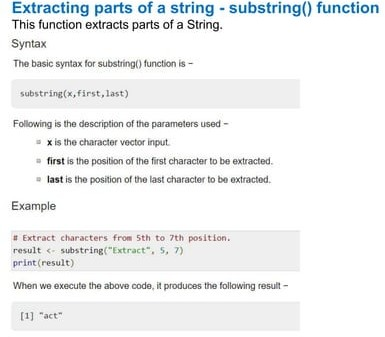 Extracting parts of a string - substring() function
This function extracts parts of a String.
Syntax
The basic syntax for substring() function is −
substring(x,first,last)
Following is the description of the parameters used −
x is the character vector input.
first is the position of the first character to be extracted.
last is the position of the last character to be extracted.
Example
# Extract characters from 5th to 7th position.
result <- substring("Extract", 5, 7)
print(result)
When we execute the above code, it produces the following result −
[1] "act"